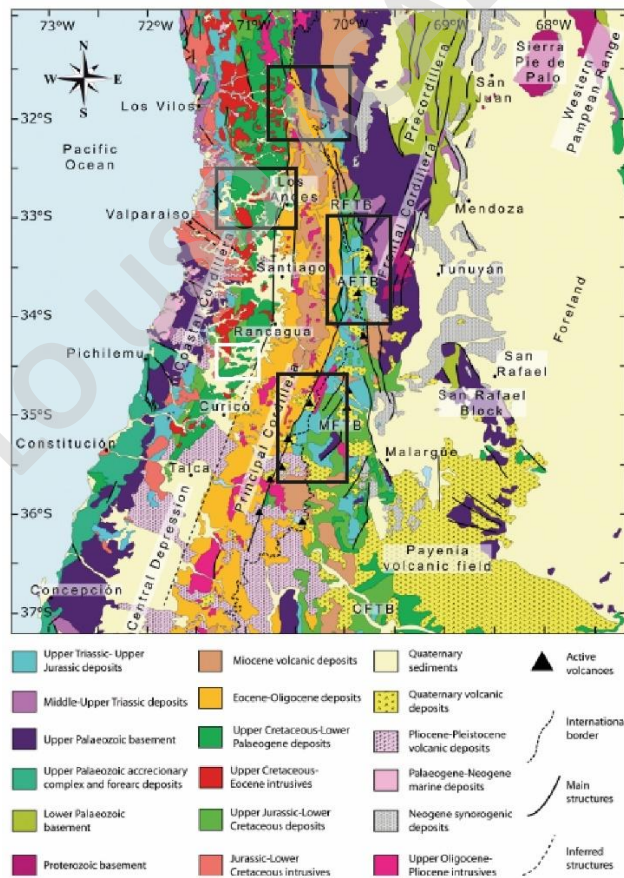 73°W 72°W 71°W 70°W 69°W 68°W
N
W E
S
Sierra
Pie de
Palo
Western
Pampean Range
San
Juan
Precordillera
Los Vilos
32°S
Pacific
Ocean
Los
Andes
RFTB
Frontal Cordillera
Mendoza
33°S
Valparaiso
Coastal Cordillera
Santiago
AFTB
Tunuyán
Foreland
34°S
Rancagua
Pichilemu
San
Rafael
San Rafael
Block
Curicó
35°S
Principal Cordillera
MFTB
Constitución
Malargüe
Talca
36°S
Central Depression
Payenia
volcanic field
Concepción
CFTB
37°S
Upper Triassic- Upper
Jurassic deposits
Middle-Upper Triassic deposits
Upper Palaeozoic basement
Upper Palaeozoic accrecionary
complex and forearc deposits
Lower Palaeozoic
basement
Proterozoic basement
Miocene volcanic deposits
Eocene-Oligocene deposits
Upper Cretaceous-Lower
Palaeogene deposits
Upper Cretaceous-
Eocene intrusives
Upper Jurassic-Lower
Cretaceous deposits
Jurassic-Lower
Cretaceous intrusives
Quaternary
sediments
Quaternary volcanic
deposits
Pliocene-Pleistocene
volcanic deposits
Palaeogene-Neogene
marine deposits
Neogene synorogenic
deposits
Upper Oligocene-
Pliocene intrusives
Active
volcanoes
International
border
Main
structures
Inferred
structures